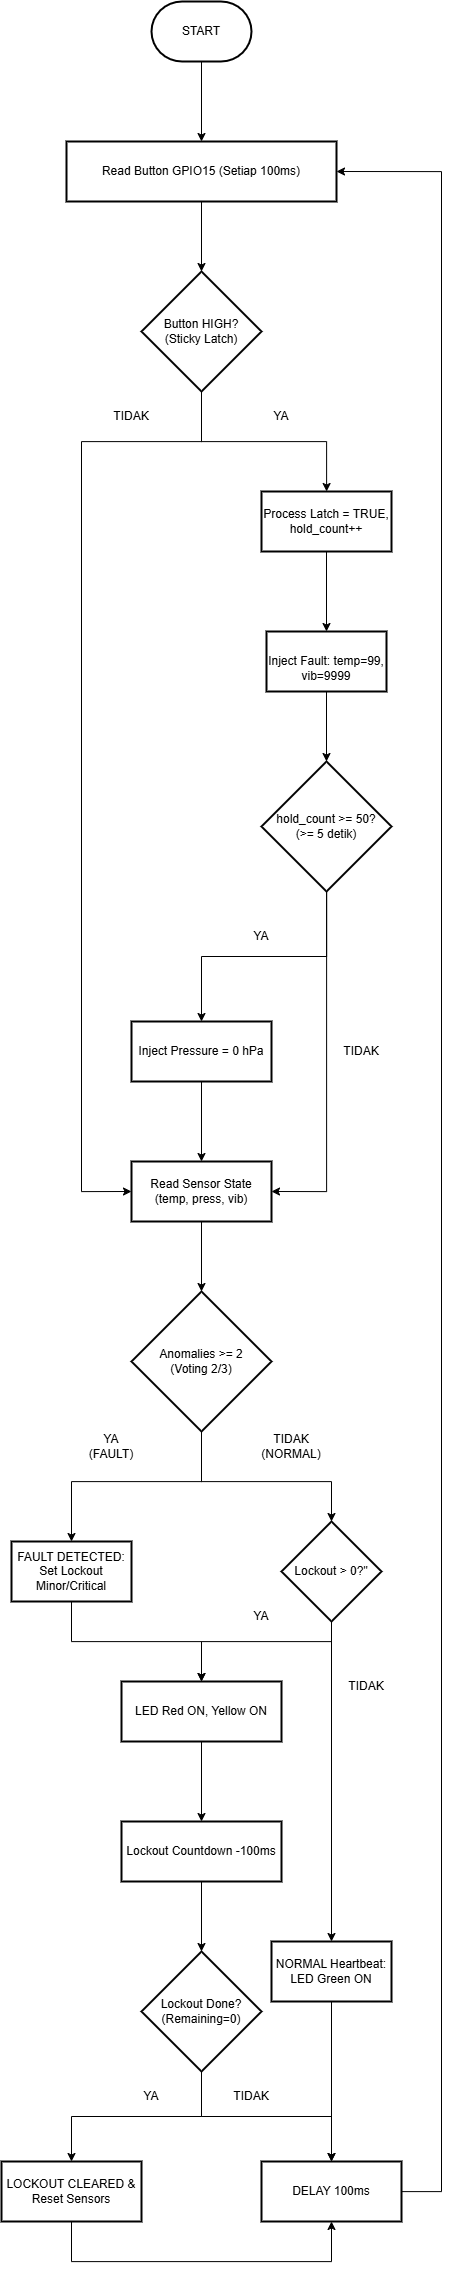 START
Read Button GPIO15 (Setiap 100ms)
Button HIGH?
(Sticky Latch)
TIDAK
YA
Process Latch = TRUE,
hold_count++
Inject Fault: temp=99,
vib=9999
hold_count >= 50?
(>= 5 detik)
YA
Inject Pressure = 0 hPa
TIDAK
Read Sensor State
(temp, press, vib)
Anomalies >= 2
(Voting 2/3)
YA
(FAULT)
TIDAK
(NORMAL)
FAULT DETECTED:
Set Lockout
Minor/Critical
Lockout > 0?"
YA
TIDAK
LED Red ON, Yellow ON
Lockout Countdown -100ms
NORMAL Heartbeat:
LED Green ON
Lockout Done?
(Remaining=0)
YA
TIDAK
LOCKOUT CLEARED &
Reset Sensors
DELAY 100ms